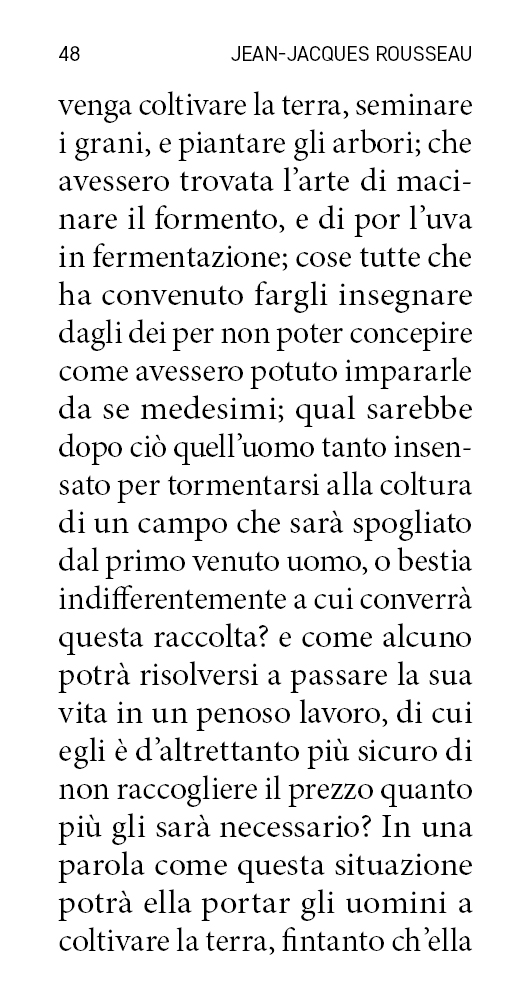 48 JEAN-JACQUES ROUSSEAU
venga coltivare la terra, seminare
i grani, e piantare gli arbori; che
avessero trovata l’arte di maci-
nare il formento, e di por l’uva
in fermentazione; cose tutte che
ha convenuto fargli insegnare
dagli dei per non poter concepire
come avessero potuto impararle
da se medesimi; qual sarebbe
dopo ciò quell’uomo tanto insen-
sato per tormentarsi alla coltura
di un campo che sarà spogliato
dal primo venuto uomo, o bestia
indifferentemente a cui converrà
questa raccolta? e come alcuno
potrà risolversi a passare la sua
vita in un penoso lavoro, di cui
egli è d’altrettanto più sicuro di
non raccogliere il prezzo quanto
più gli sarà necessario? In una
parola come questa situazione
potrà ella portar gli uomini a
coltivare la terra, fintanto ch’ella